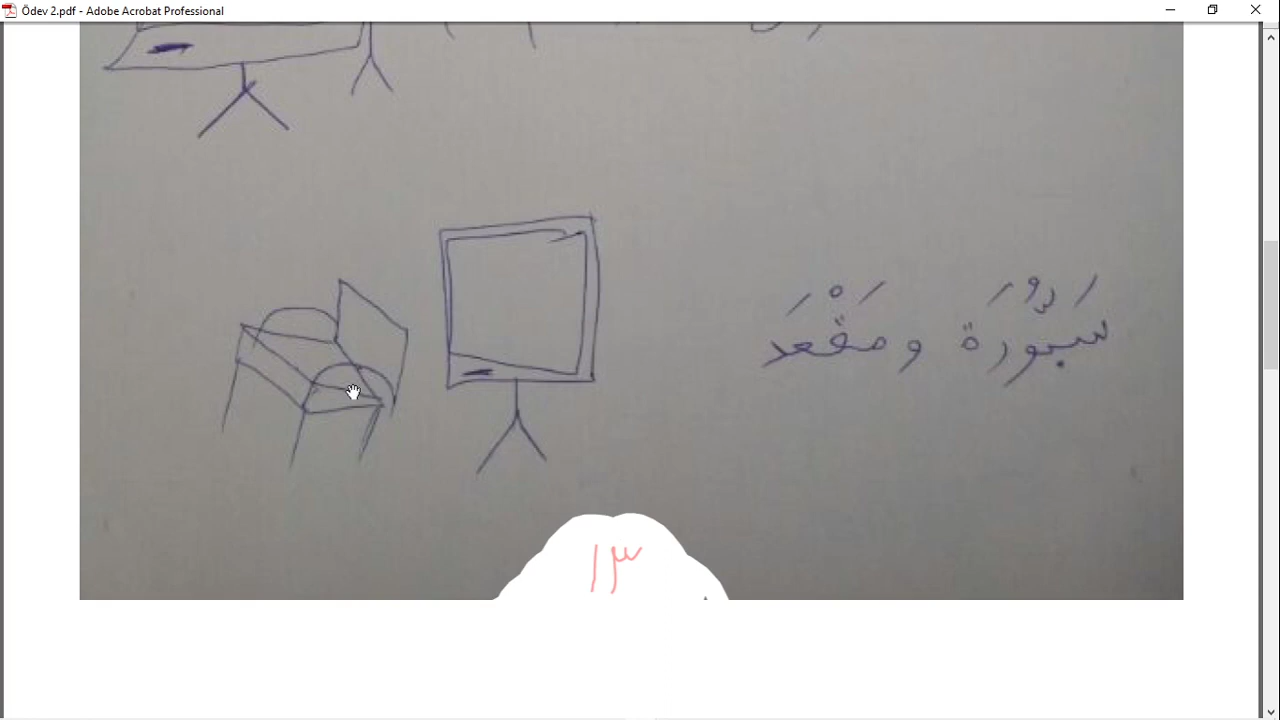 Ödev 2.pdf - Adobe Acrobat Professional
سَبُّورَة و مَقْعَد
١٣